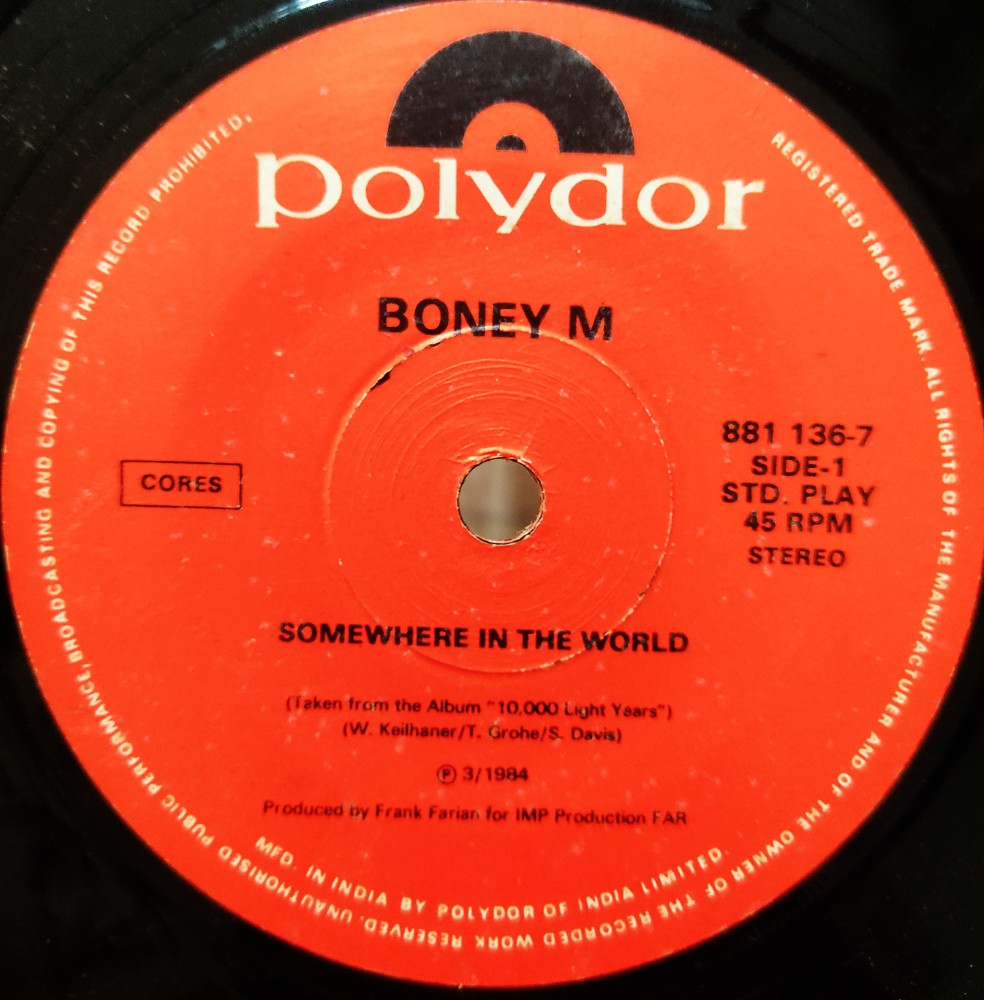 polydor
BONEY M
CORES
881 136-7
SIDE-1
STD. PLAY
45 RPM
STEREO
SOMEWHERE IN THE WORLD
(Taken from the Album "10,000 Light Years")
(W. Keilhaner/T. Grohe/S. Davis)
℗ 3/1984
Produced by Frank Farian for IMP Production FAR
MFD. IN INDIA BY POLYDOR OF INDIA LIMITED.
REGISTERED TRADE MARK. ALL RIGHTS OF THE MANUFACTURER AND OF THE OWNER OF THE RECORDED WORK RESERVED. UNAUTHORISED PUBLIC PERFORMANCE, BROADCASTING AND COPYING OF THIS RECORD PROHIBITED.